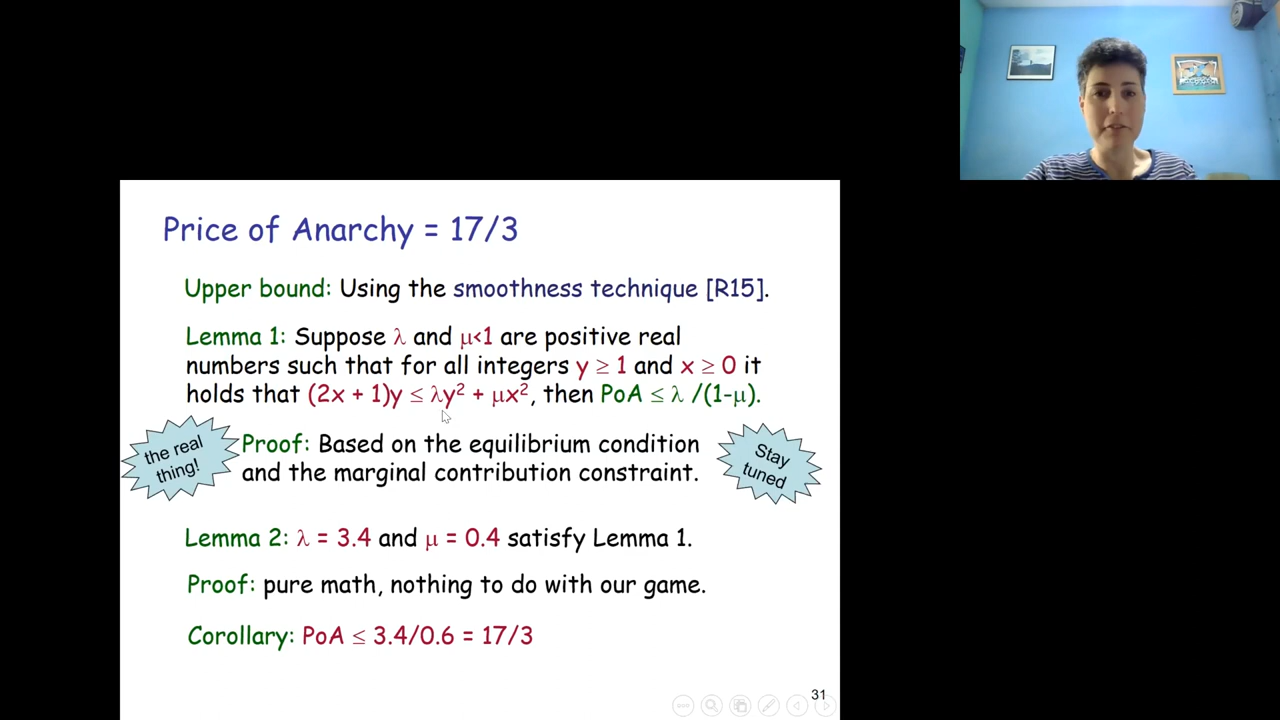 Price of Anarchy = 17/3
Upper bound: Using the smoothness technique [R15].
Lemma 1: Suppose λ and μ<1 are positive real
numbers such that for all integers y ≥ 1 and x ≥ 0 it
holds that (2x + 1)y ≤ λy² + μx², then PoA ≤ λ /(1-μ).
the real
thing!
Proof: Based on the equilibrium condition
and the marginal contribution constraint.
Stay
tuned
Lemma 2: λ = 3.4 and μ = 0.4 satisfy Lemma 1.
Proof: pure math, nothing to do with our game.
Corollary: PoA ≤ 3.4/0.6 = 17/3
31